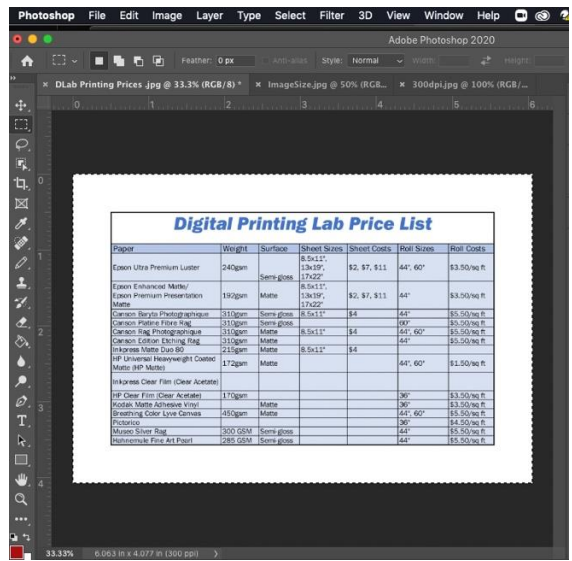 Photoshop File Edit Image Layer Type Select Filter 3D View Window Help
Adobe Photoshop 2020
Feather: 0 px Anti-alias Style: Normal Width: Height:
× DLab Printing Prices .jpg @ 33.3% (RGB/8) * × ImageSize.jpg @ 50% (RGB... × 300dpi.jpg @ 100% (RGB/...
0 1 2 3 4 5 6
0
1
2
3
4
Digital Printing Lab Price List
Paper Weight Surface Sheet Sizes Sheet Costs Roll Sizes Roll Costs
Epson Ultra Premium Luster 240gsm Semi-gloss 8.5x11", 13x19", 17x22" $2, $7, $11 44", 60" $3.50/sq ft
Epson Enhanced Matte/ Epson Premium Presentation Matte 192gsm Matte 8.5x11", 13x19", 17x22" $2, $7, $11 44" $3.50/sq ft
Canson Baryta Photographique 310gsm Semi-gloss 8.5x11" $4 44" $5.50/sq ft
Canson Platine Fibre Rag 310gsm Semi-gloss 60" $5.50/sq ft
Canson Rag Photographique 310gsm Matte 8.5x11" $4 44", 60" $5.50/sq ft
Canson Edition Etching Rag 310gsm Matte 44" $5.50/sq ft
Inkpress Matte Duo 80 215gsm Matte 8.5x11" $4
HP Universal Heavyweight Coated Matte (HP Matte) 172gsm Matte 44", 60" $1.50/sq ft
Inkpress Clear Film (Clear Acetate)
HP Clear Film (Clear Acetate) 170gsm 36" $3.50/sq ft
Kodak Matte Adhesive Vinyl Matte 36" $3.50/sq ft
Breathing Color Lyve Canvas 450gsm Matte 44", 60" $5.50/sq ft
Pictorico 36" $4.50/sq ft
Museo Silver Rag 300 GSM Semi-gloss 44" $5.50/sq ft
Hahnemule Fine Art Pearl 285 GSM Semi-gloss 44" $5.50/sq ft
33.33% 6.063 in x 4.077 in (300 ppi)